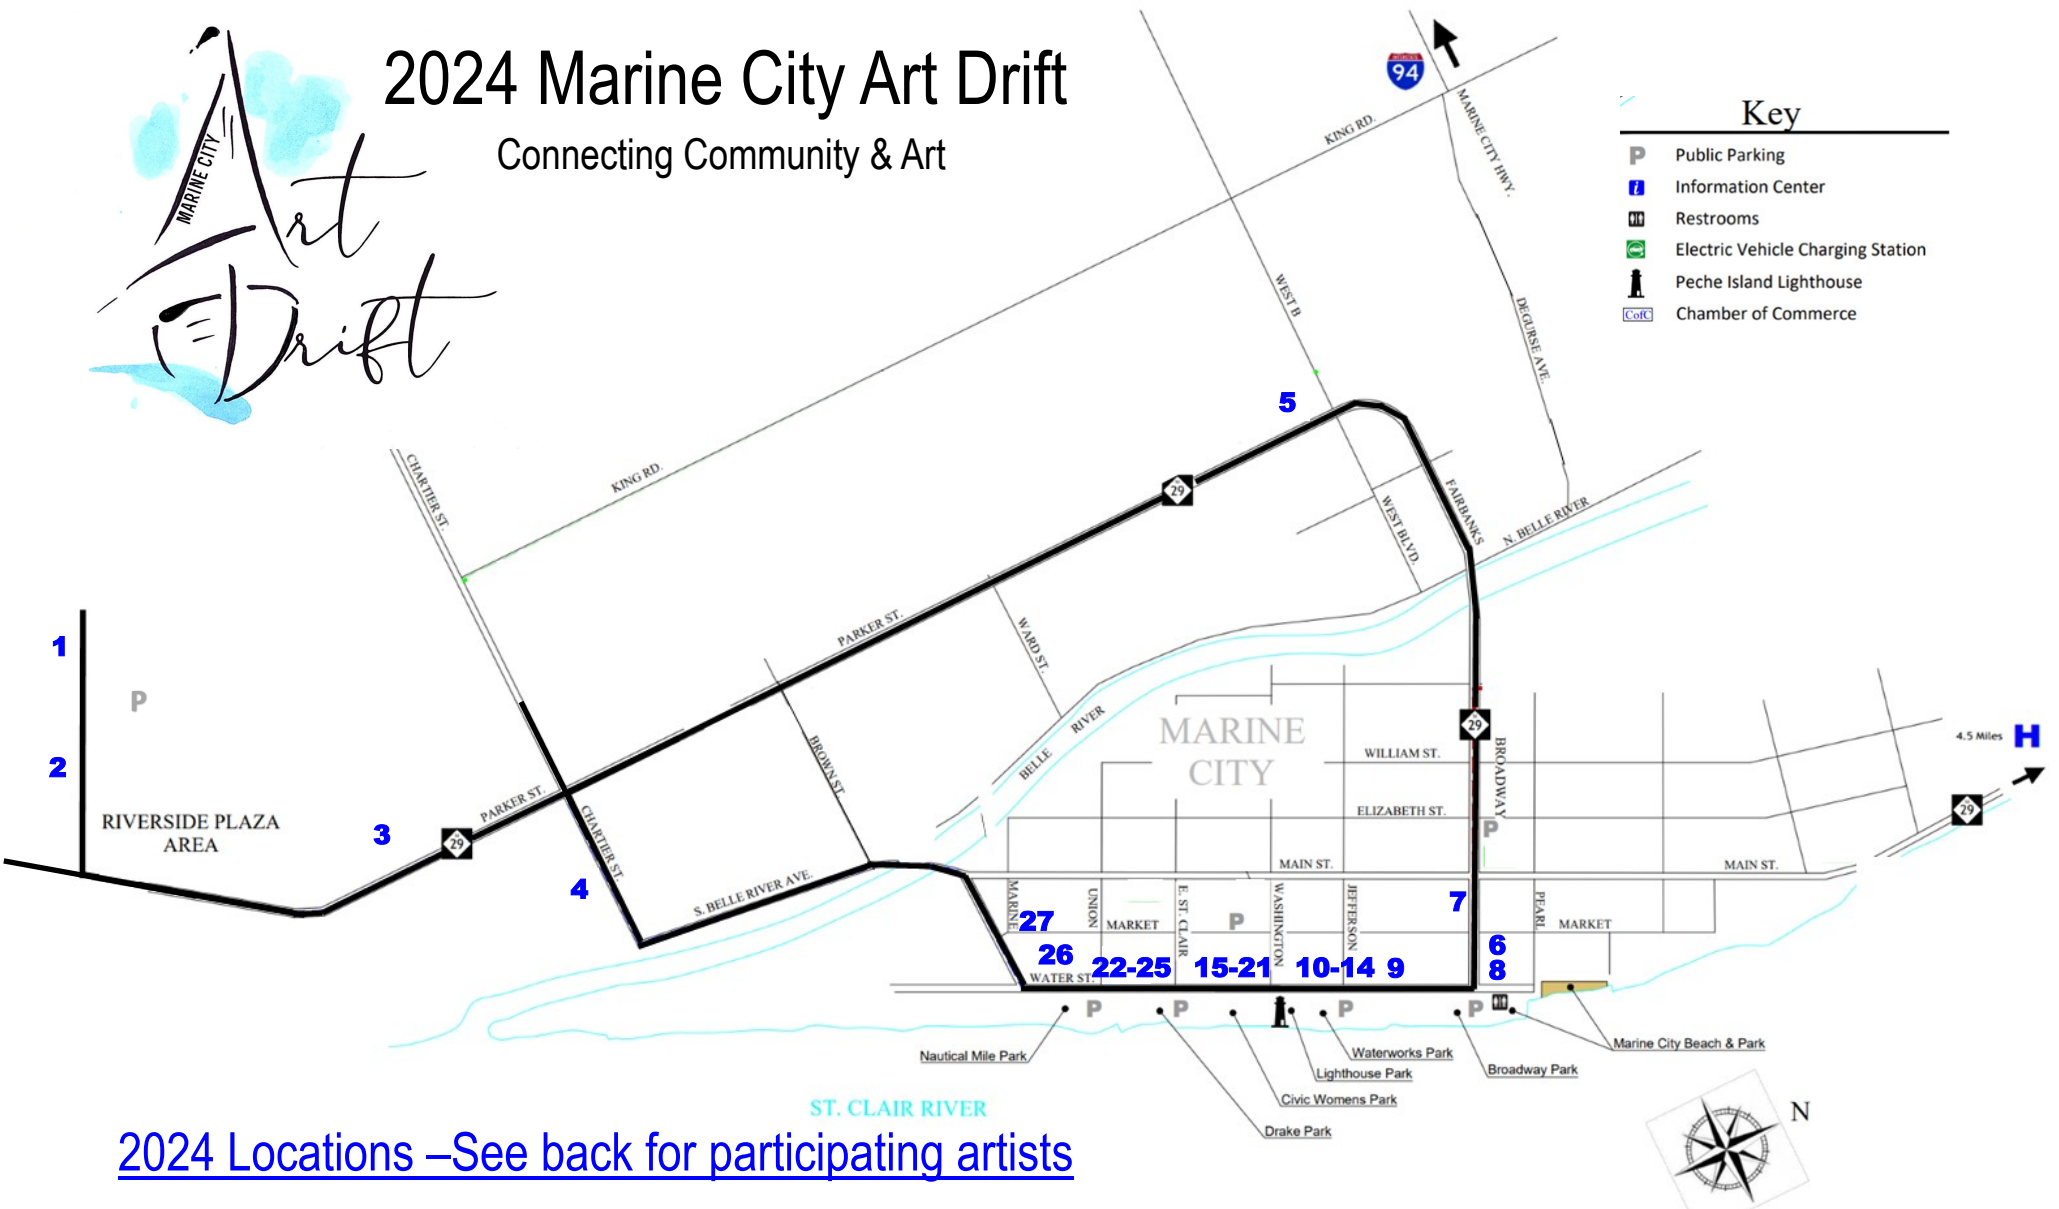 2024 Marine City Art Drift
Connecting Community & Art
MARINE CITY
Art
Drift
94
Key
P Public Parking
i Information Center
Restrooms
Electric Vehicle Charging Station
Peche Island Lighthouse
CofC Chamber of Commerce
KING RD.
MARINE CITY HWY.
WEST B
DEGURSE AVE.
5
CHARTIER ST.
KING RD.
29
FAIRBANKS
WEST BLVD.
N. BELLE RIVER
1
P
2
PARKER ST.
WARD ST.
BELLE RIVER
MARINE
CITY
29
BROADWAY
WILLIAM ST.
4.5 Miles H
BROWN ST
RIVERSIDE PLAZA
AREA
3
29
PARKER ST.
CHARTIER ST.
ELIZABETH ST.
P
29
4
S. BELLE RIVER AVE.
MAIN ST.
MAIN ST.
MARINE
UNION
E. ST. CLAIR
WASHINGTON
JEFFERSON
7
PEARL
27
MARKET
P
MARKET
26
6
WATER ST.
22-25
15-21
10-14
9
8
P
P
P
P
Nautical Mile Park
Waterworks Park
Marine City Beach & Park
Lighthouse Park
Broadway Park
Civic Womens Park
Drake Park
ST. CLAIR RIVER
N
2024 Locations –See back for participating artists